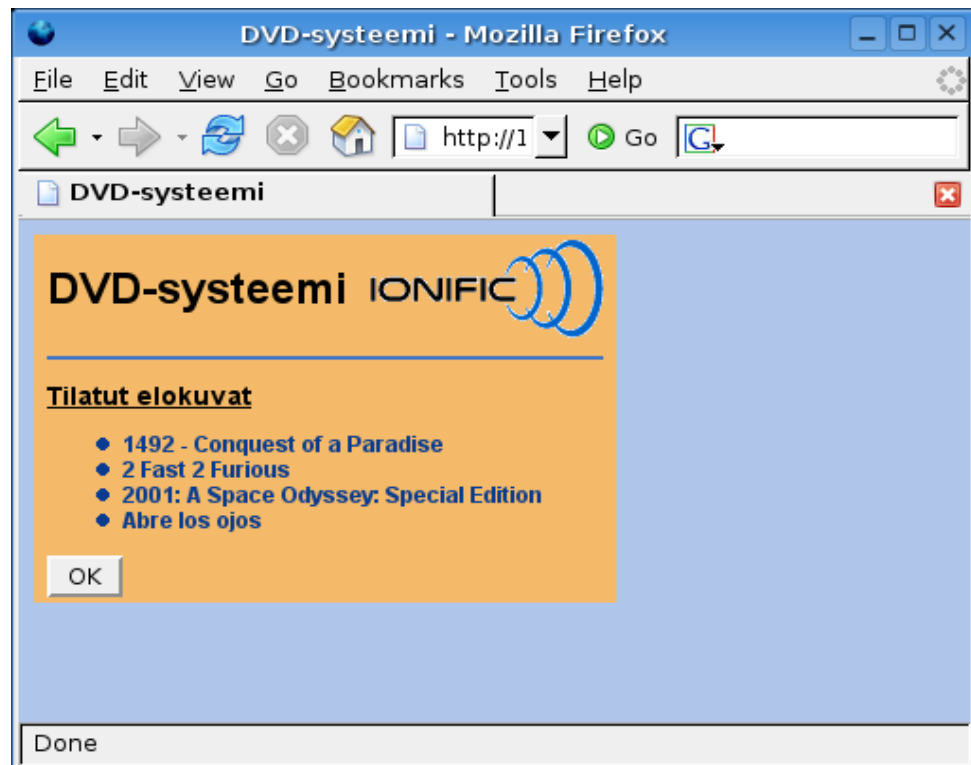 DVD-systeemi - Mozilla Firefox
File Edit View Go Bookmarks Tools Help
http://1 Go G
DVD-systeemi
DVD-systeemi IONIFIC
Tilatut elokuvat
1492 - Conquest of a Paradise
2 Fast 2 Furious
2001: A Space Odyssey: Special Edition
Abre los ojos
OK
Done